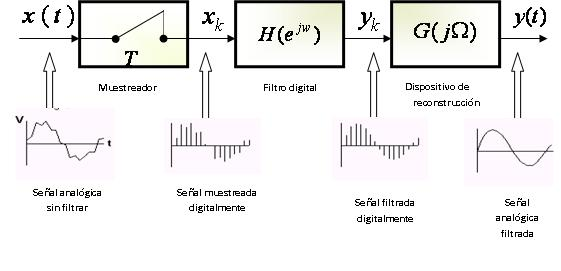 x(t)
T
x_k
H(e^{jw})
y_k
G(jΩ)
y(t)
Muestreador
Filtro digital
Dispositivo de
reconstrucción
V
t
Señal analógica
sin filtrar
Señal muestreada
digitalmente
Señal filtrada
digitalmente
Señal
analógica
filtrada